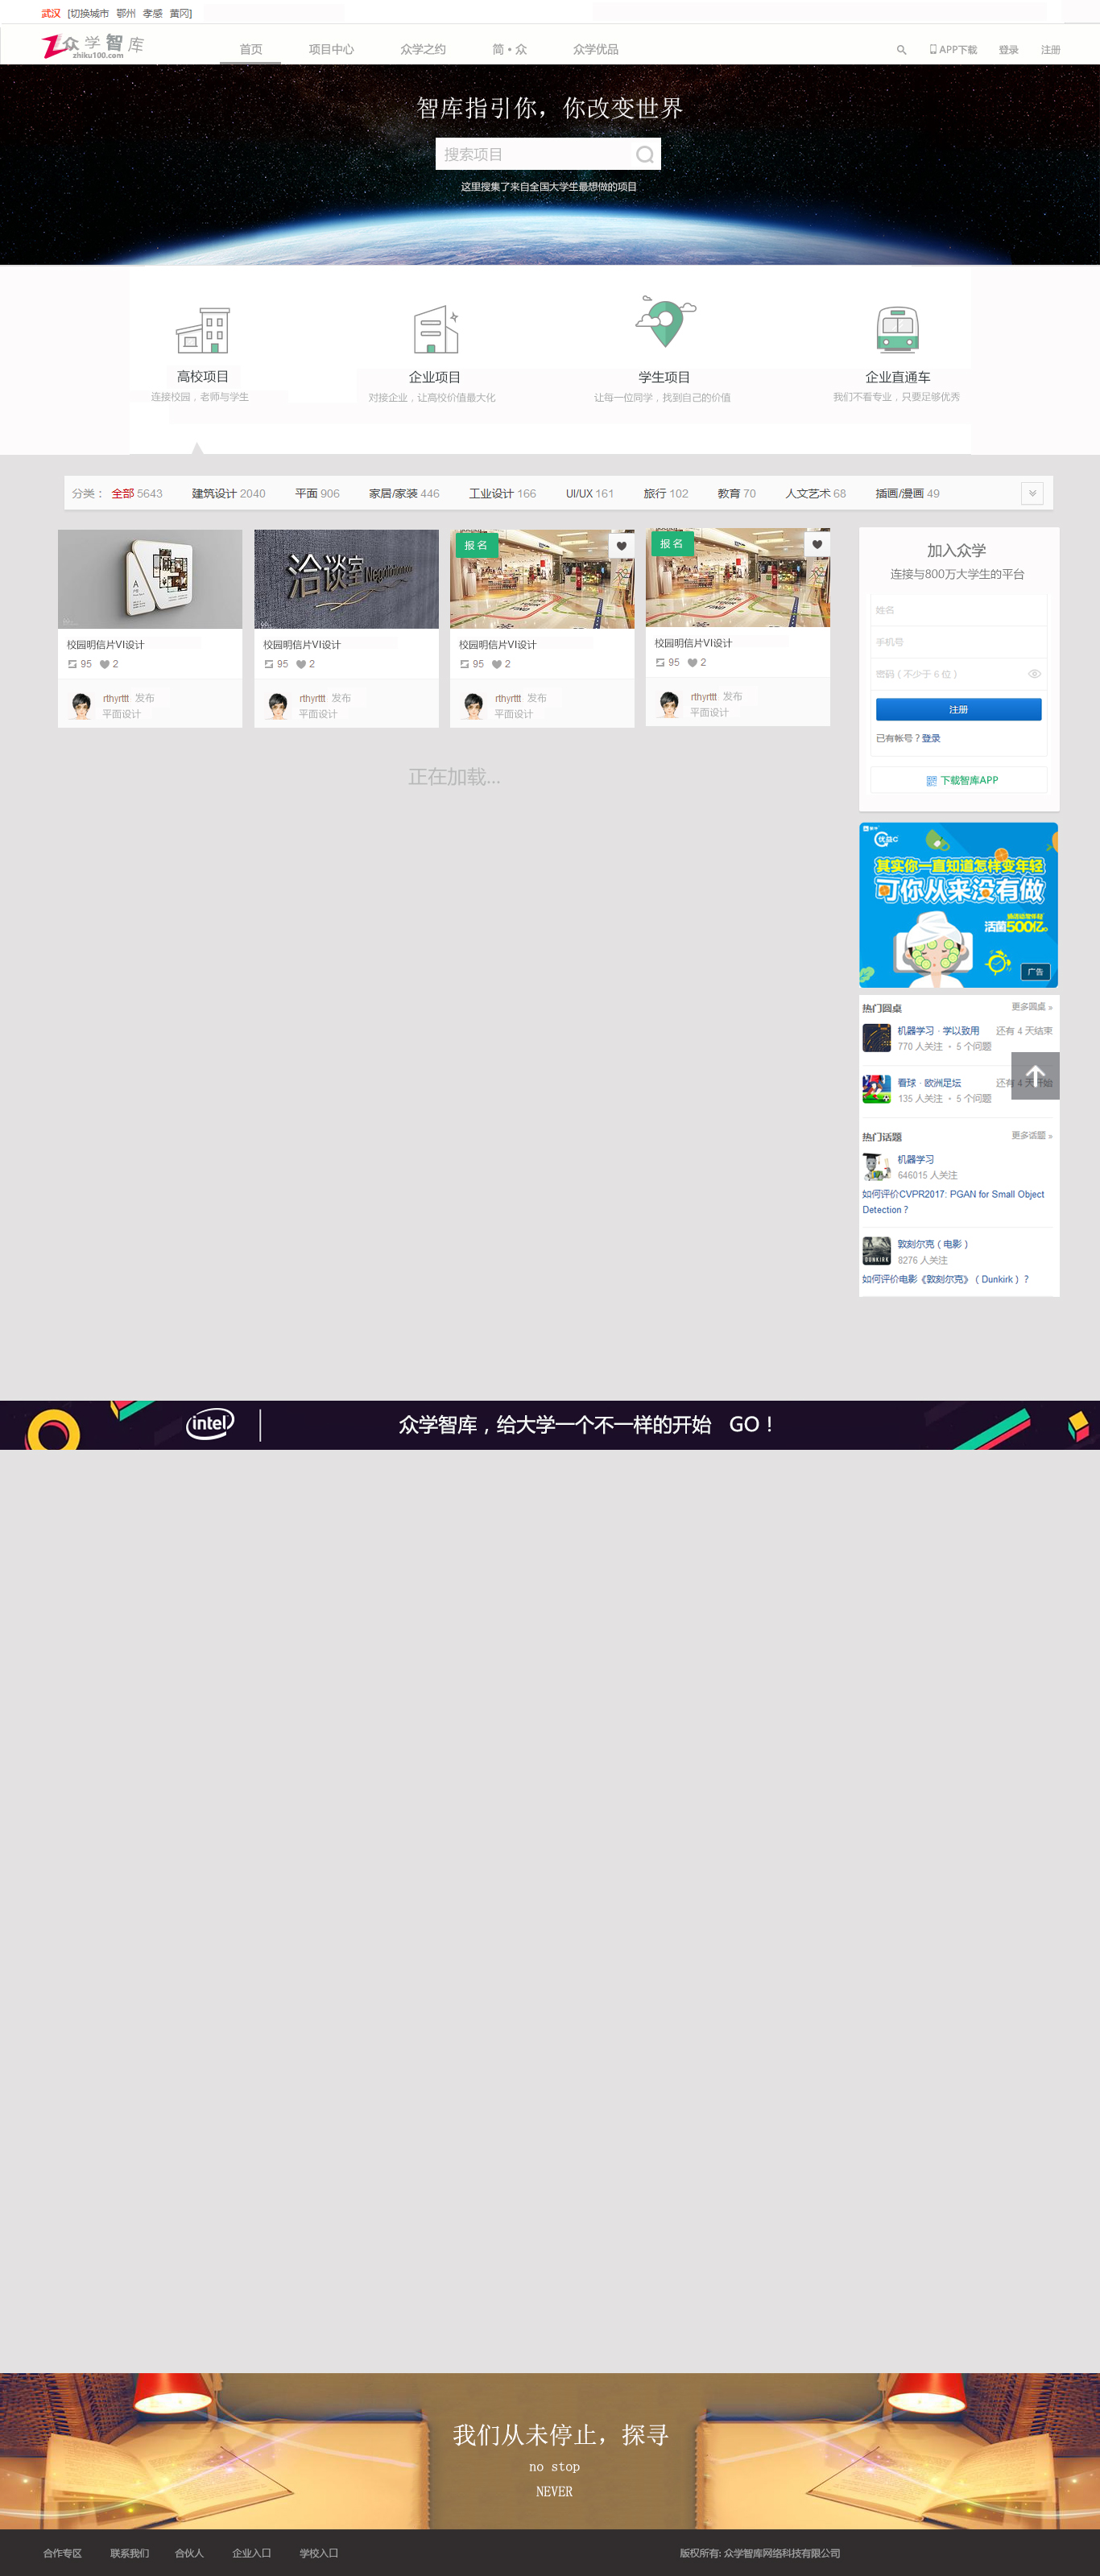 武汉 [切换城市 鄂州 孝感 黄冈]
Z众学智库
zhiku100.com
首页 项目中心 众学之约 简·众 众学优品
APP下载 登录 注册
智库指引你，你改变世界
搜索项目
这里搜集了来自全国大学生最想做的项目
高校项目 企业项目 学生项目 企业直通车
连接校园，老师与学生 对接企业，让高校价值最大化 让每一位同学，找到自己的价值 我们不看专业，只要足够优秀
分类： 全部 5643 建筑设计 2040 平面 906 家居/家装 446 工业设计 166 UI/UX 161 旅行 102 教育 70 人文艺术 68 插画/漫画 49
A
洽谈室
报名
报名
校园明信片VI设计 校园明信片VI设计 校园明信片VI设计 校园明信片VI设计
95 2 95 2 95 2 95 2
rthyrttt 发布 rthyrttt 发布 rthyrttt 发布 rthyrttt 发布
平面设计 平面设计 平面设计 平面设计
正在加载...
加入众学
连接与800万大学生的平台
姓名
手机号
密码（不少于 6 位）
注册
已有帐号？登录
下载智库APP
优益C
其实你一直知道怎样变年轻
可你从来没有做
活菌500亿
广告
热门圆桌 更多圆桌 »
机器学习 · 学以致用 还有 4 天结束
770 人关注 • 5 个问题
看球 · 欧洲足坛 还有 4 天开始
135 人关注 • 5 个问题
热门话题 更多话题 »
机器学习
646015 人关注
如何评价CVPR2017: PGAN for Small Object
Detection？
敦刻尔克（电影）
DUNKIRK
8276 人关注
如何评价电影《敦刻尔克》（Dunkirk）？
intel 众学智库，给大学一个不一样的开始 GO！
我们从未停止，探寻
no stop
NEVER
合作专区 联系我们 合伙人 企业入口 学校入口 版权所有: 众学智库网络科技有限公司